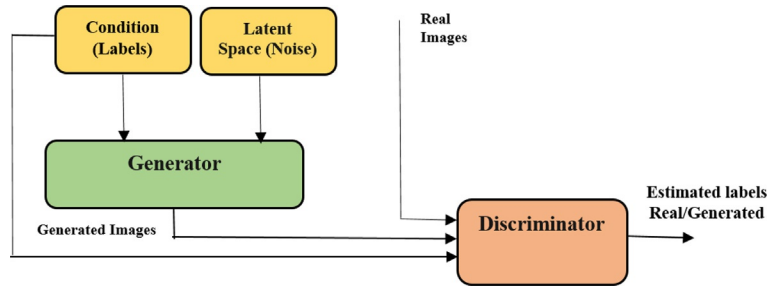 Condition
(Labels)
Latent
Space (Noise)
Real
Images
Generator
Generated Images
Discriminator
Estimated labels
Real/Generated